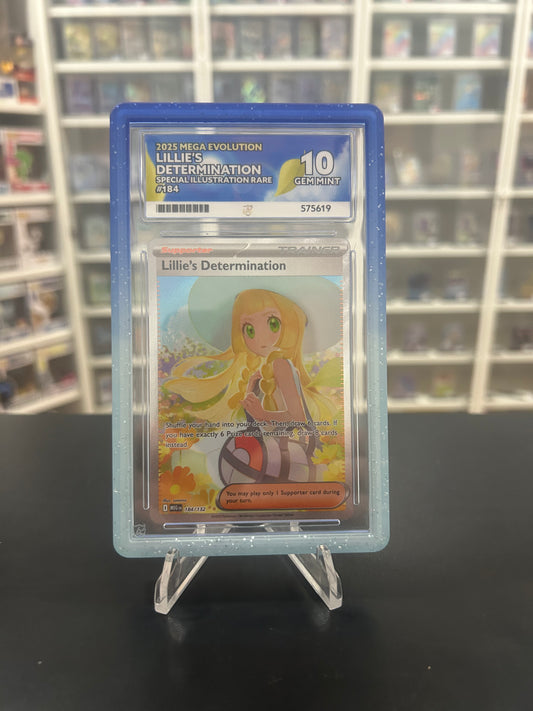 2025 MEGA EVOLUTION
LILLIE'S
DETERMINATION
SPECIAL ILLUSTRATION RARE
#184
10
GEM MINT
575619
Supporter
TRAINER
Lillie's Determination
Shuffle your hand into your deck. Then, draw 6 cards. If
you have exactly 6 Prize cards remaining, draw 8 cards
instead.
You may play only 1 Supporter card during
your turn.
MEG EN 184/132